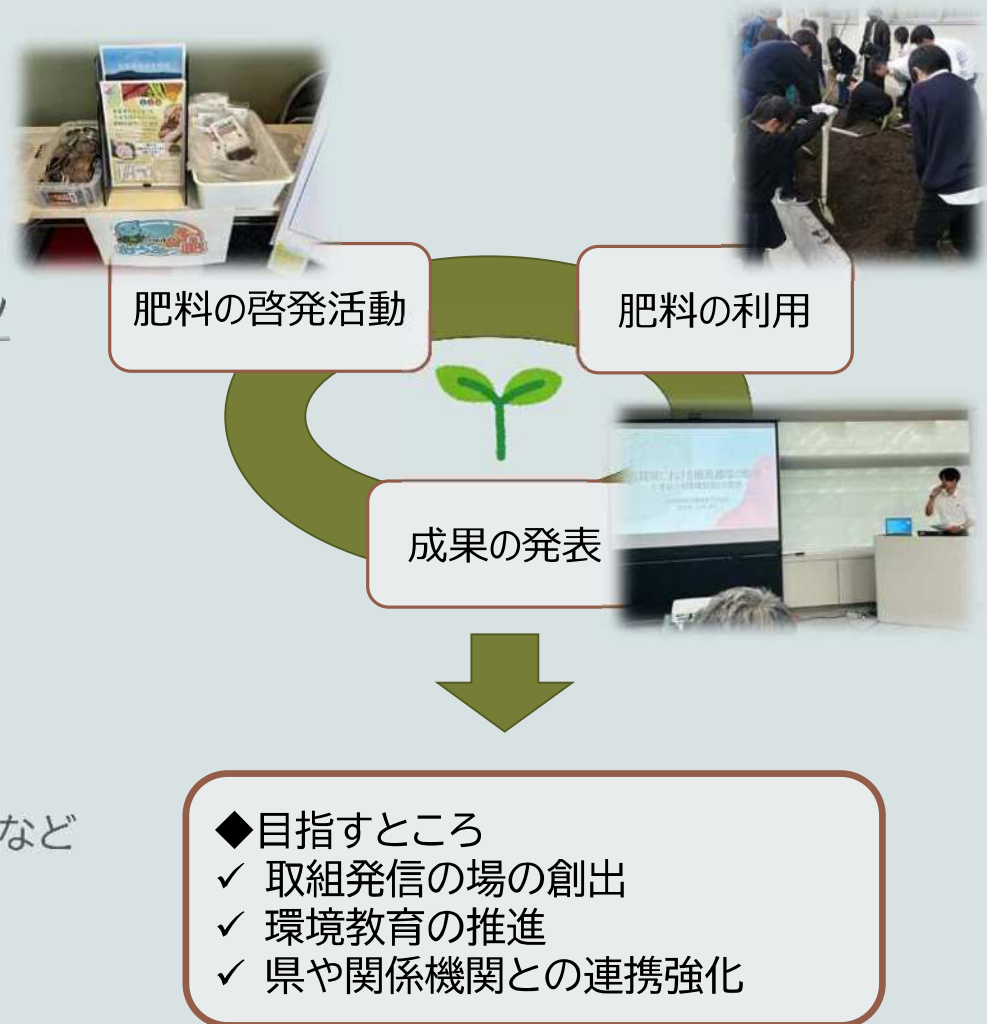 肥料の啓発活動
肥料の利用
成果の発表
など
◆目指すところ
✓ 取組発信の場の創出
✓ 環境教育の推進
✓ 県や関係機関との連携強化